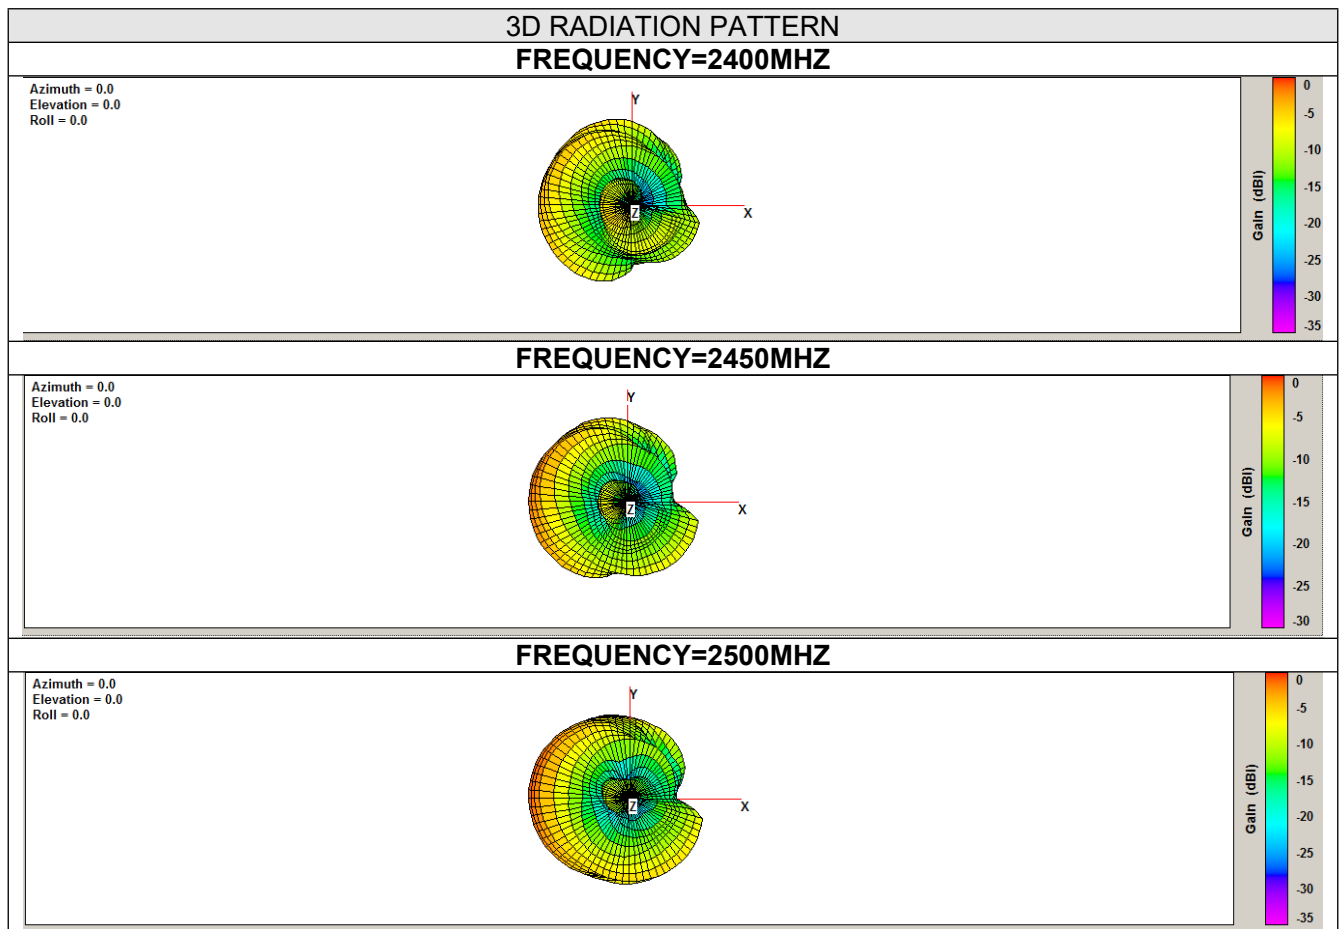 3D RADIATION PATTERN
FREQUENCY=2400MHZ
Azimuth = 0.0
Elevation = 0.0
Roll = 0.0
Y
X
Z
Gain (dBI)
0
-5
-10
-15
-20
-25
-30
-35
FREQUENCY=2450MHZ
Azimuth = 0.0
Elevation = 0.0
Roll = 0.0
Y
X
Z
Gain (dBI)
0
-5
-10
-15
-20
-25
-30
FREQUENCY=2500MHZ
Azimuth = 0.0
Elevation = 0.0
Roll = 0.0
Y
X
Z
Gain (dBI)
0
-5
-10
-15
-20
-25
-30
-35